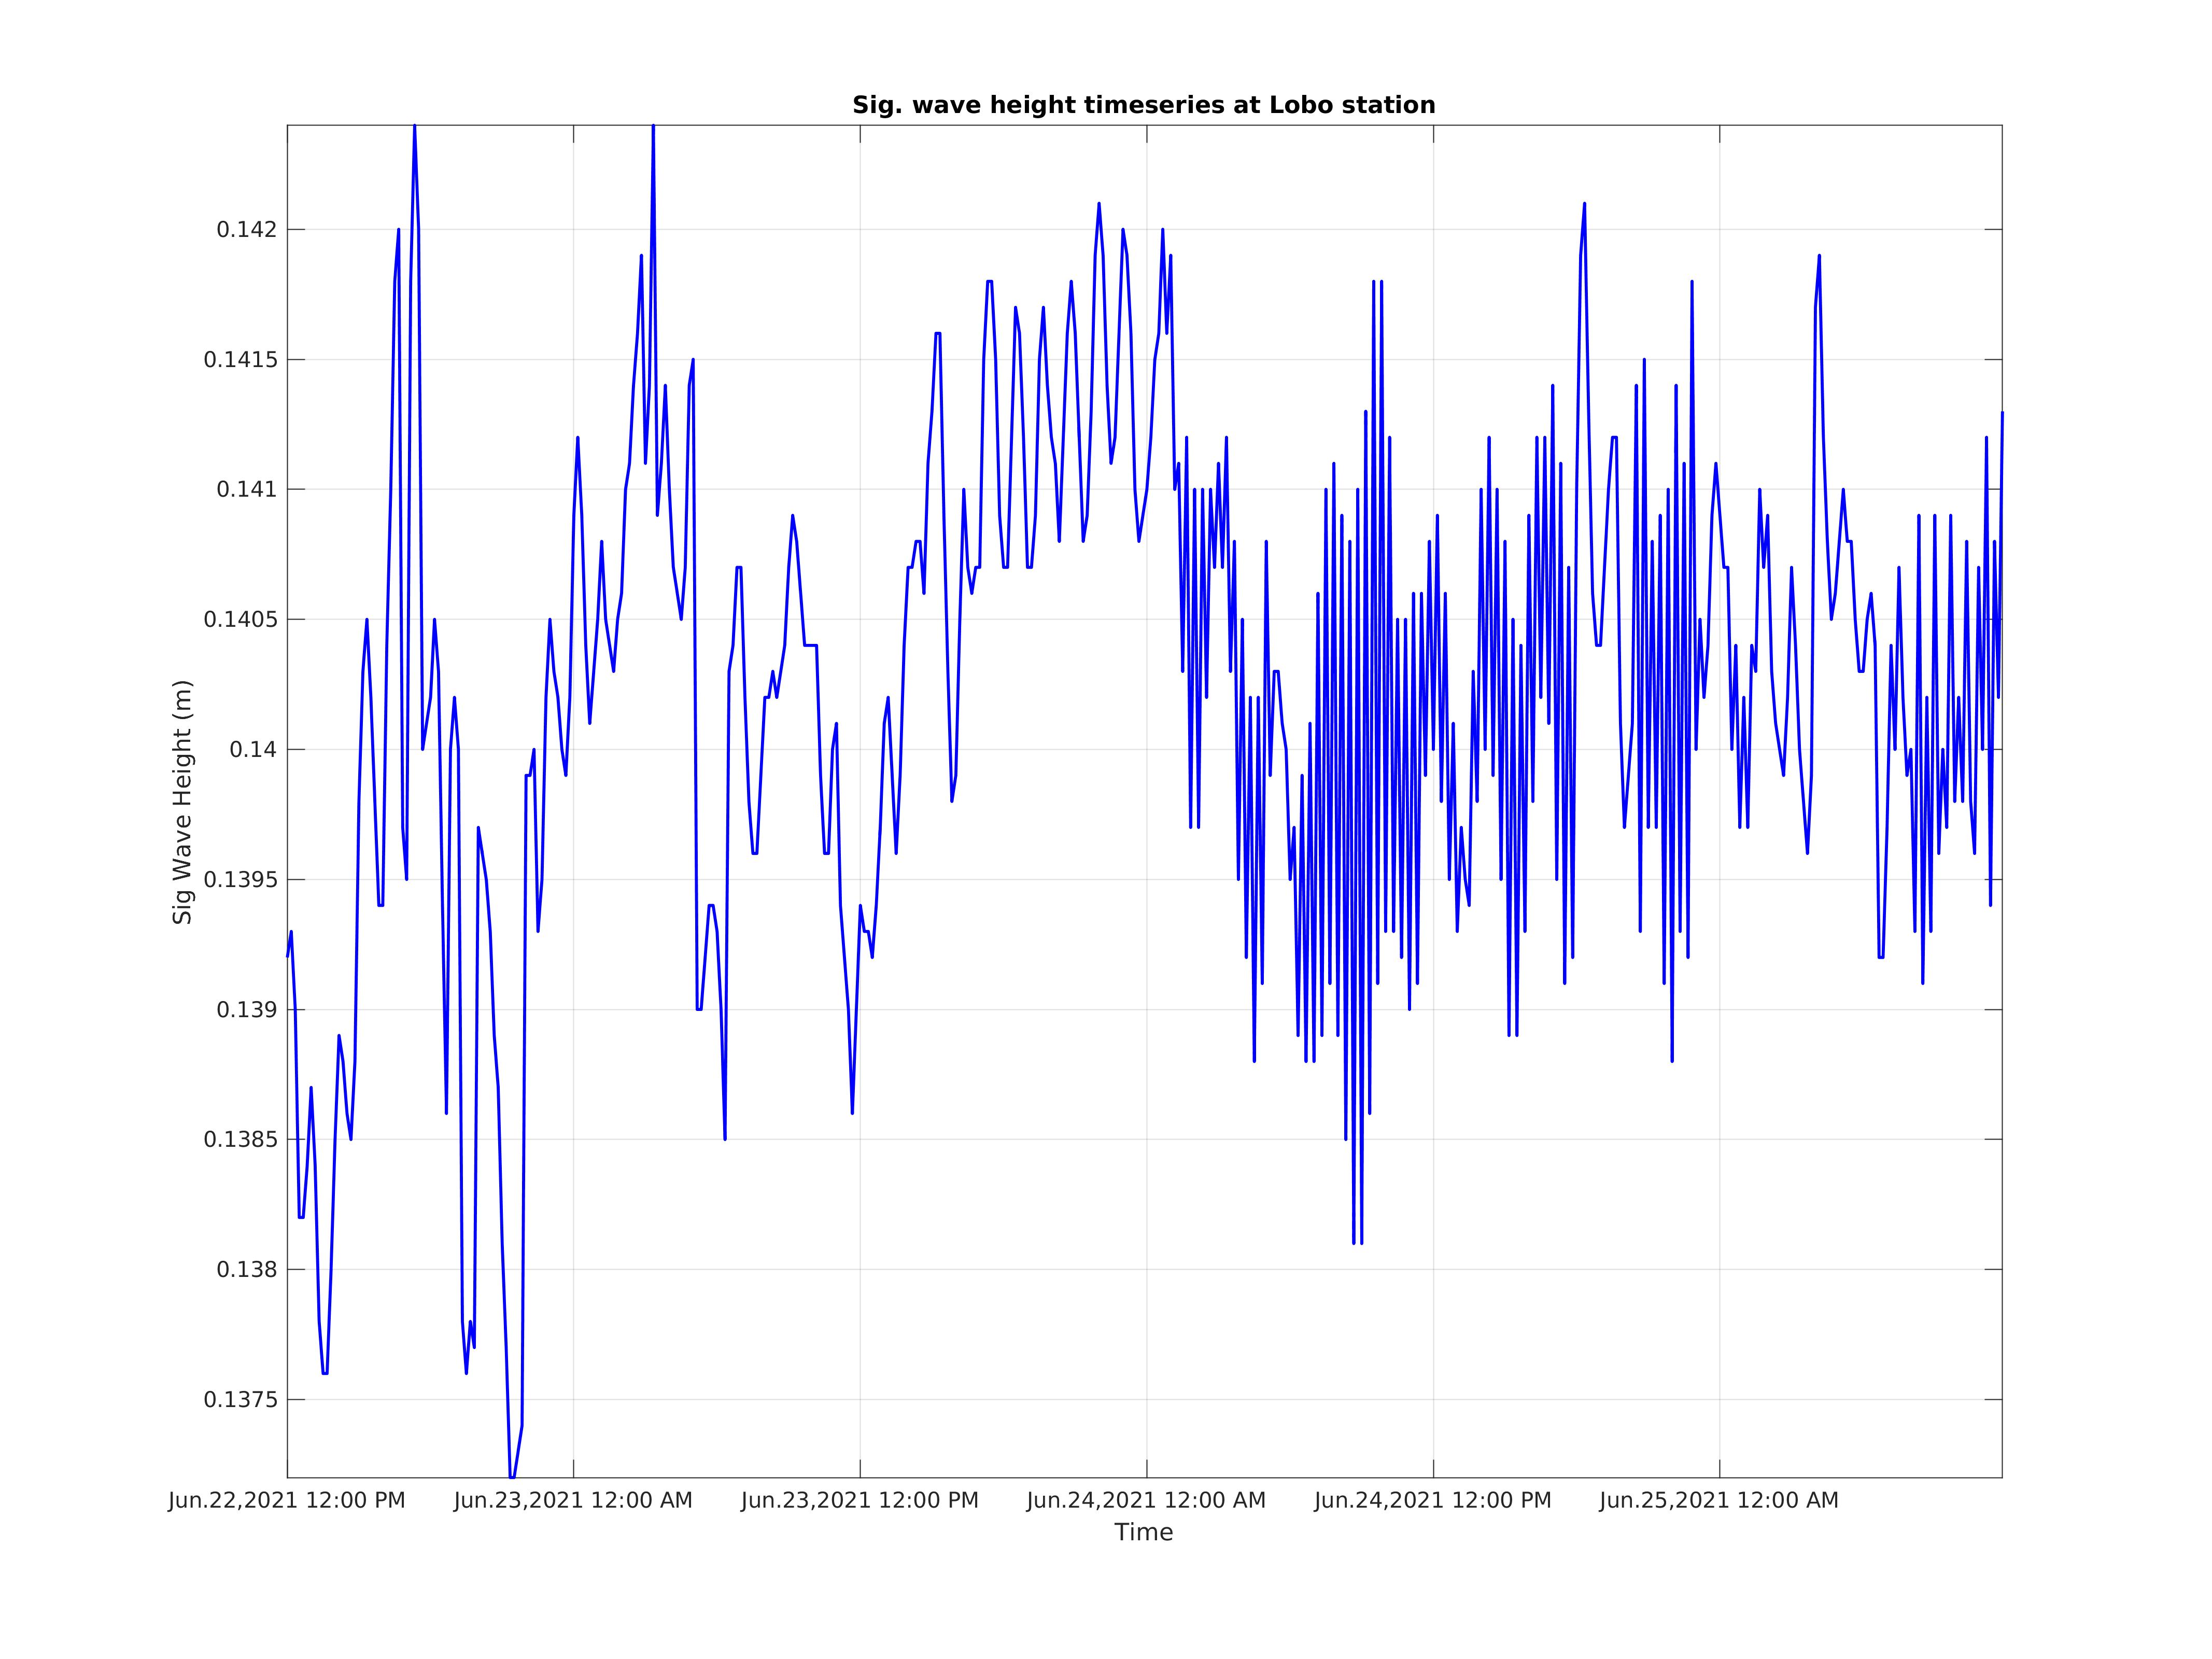 Sig. wave height timeseries at Lobo station
0.142
0.1415
0.141
0.1405
0.14
0.1395
0.139
0.1385
0.138
0.1375
Sig Wave Height (m)
Jun.22,2021 12:00 PM Jun.23,2021 12:00 AM Jun.23,2021 12:00 PM Jun.24,2021 12:00 AM Jun.24,2021 12:00 PM Jun.25,2021 12:00 AM
Time